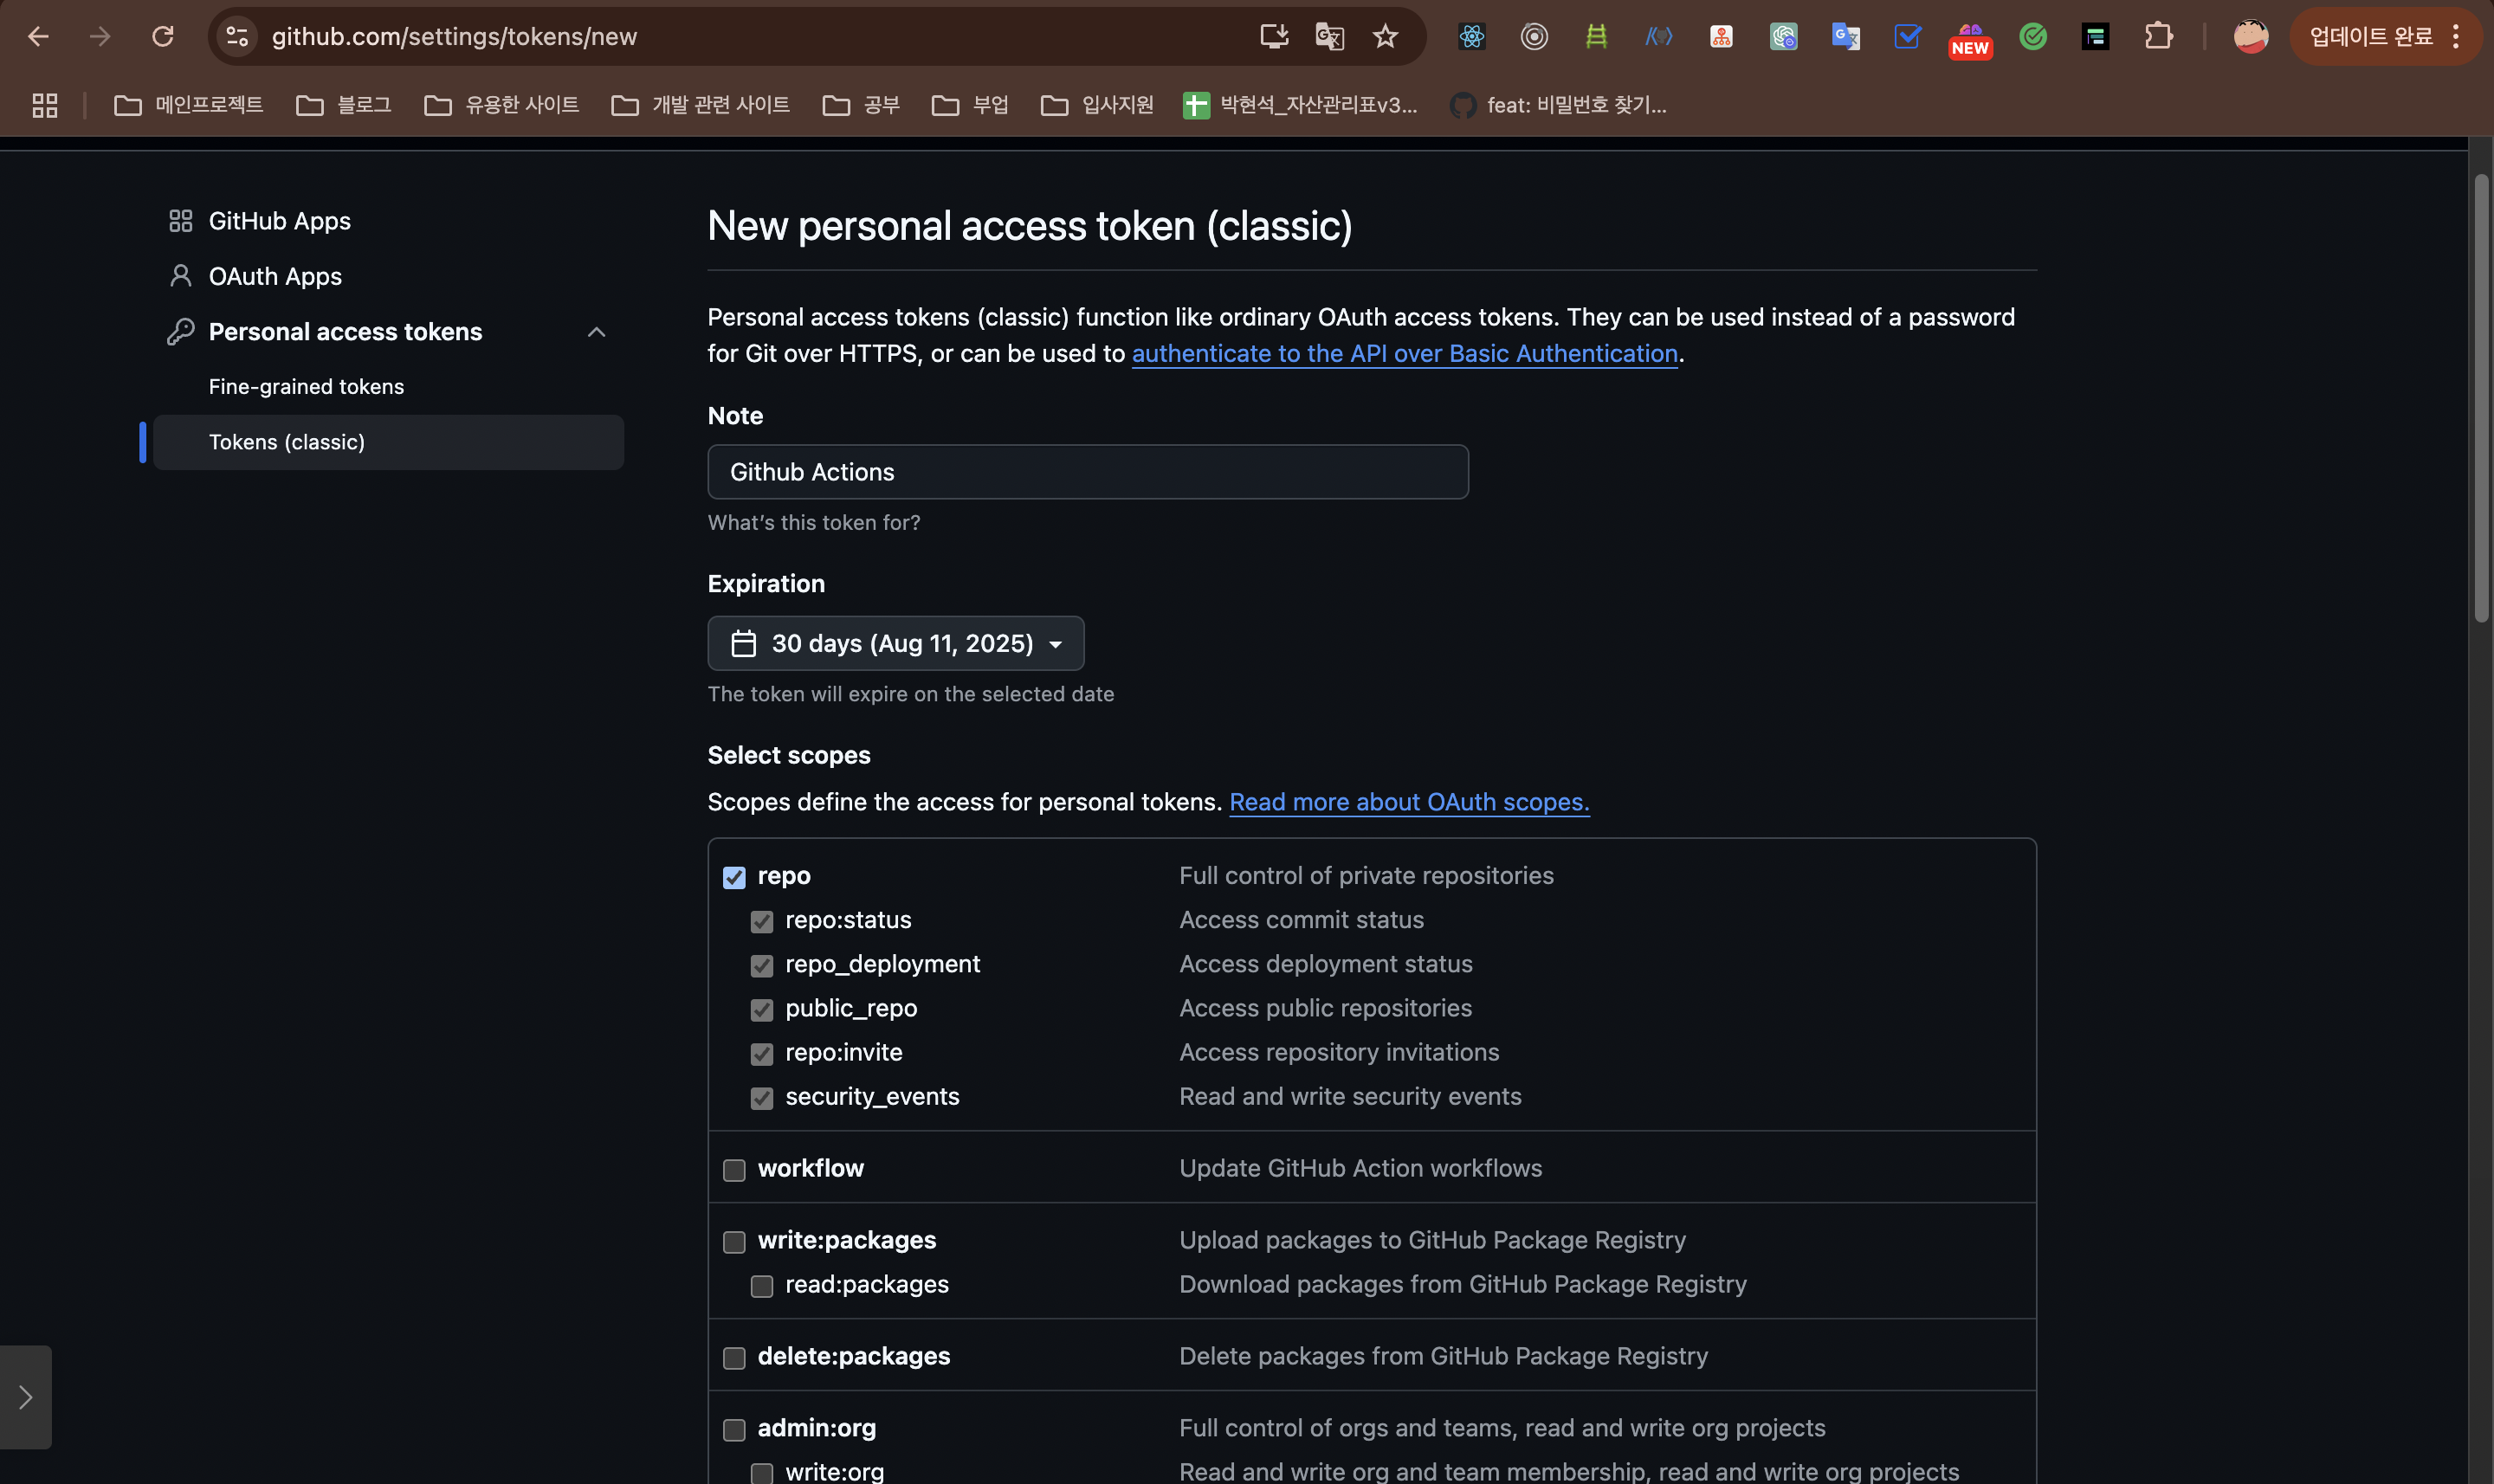 github.com/settings/tokens/new
NEW
업데이트 완료
메인프로젝트
블로그
유용한 사이트
개발 관련 사이트
공부
부업
입사지원
박현석_자산관리표v3...
feat: 비밀번호 찾기...
GitHub Apps
OAuth Apps
Personal access tokens
Fine-grained tokens
Tokens (classic)
New personal access token (classic)
Personal access tokens (classic) function like ordinary OAuth access tokens. They can be used instead of a password
for Git over HTTPS, or can be used to authenticate to the API over Basic Authentication.
Note
Github Actions
What's this token for?
Expiration
30 days (Aug 11, 2025)
The token will expire on the selected date
Select scopes
Scopes define the access for personal tokens. Read more about OAuth scopes.
repo Full control of private repositories
repo:status Access commit status
repo_deployment Access deployment status
public_repo Access public repositories
repo:invite Access repository invitations
security_events Read and write security events
workflow Update GitHub Action workflows
write:packages Upload packages to GitHub Package Registry
read:packages Download packages from GitHub Package Registry
delete:packages Delete packages from GitHub Package Registry
admin:org Full control of orgs and teams, read and write org projects
write:org Read and write org and team membership, read and write org projects